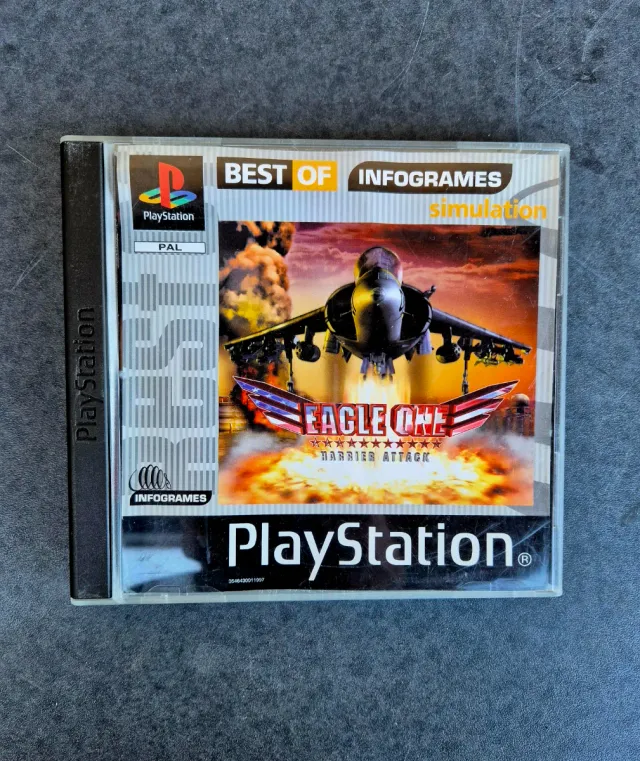 BEST OF INFOGRAMES
simulation
PlayStation
PAL
BEST
PlayStation
EAGLE ONE
HARRIER ATTACK
INFOGRAMES
PlayStation®